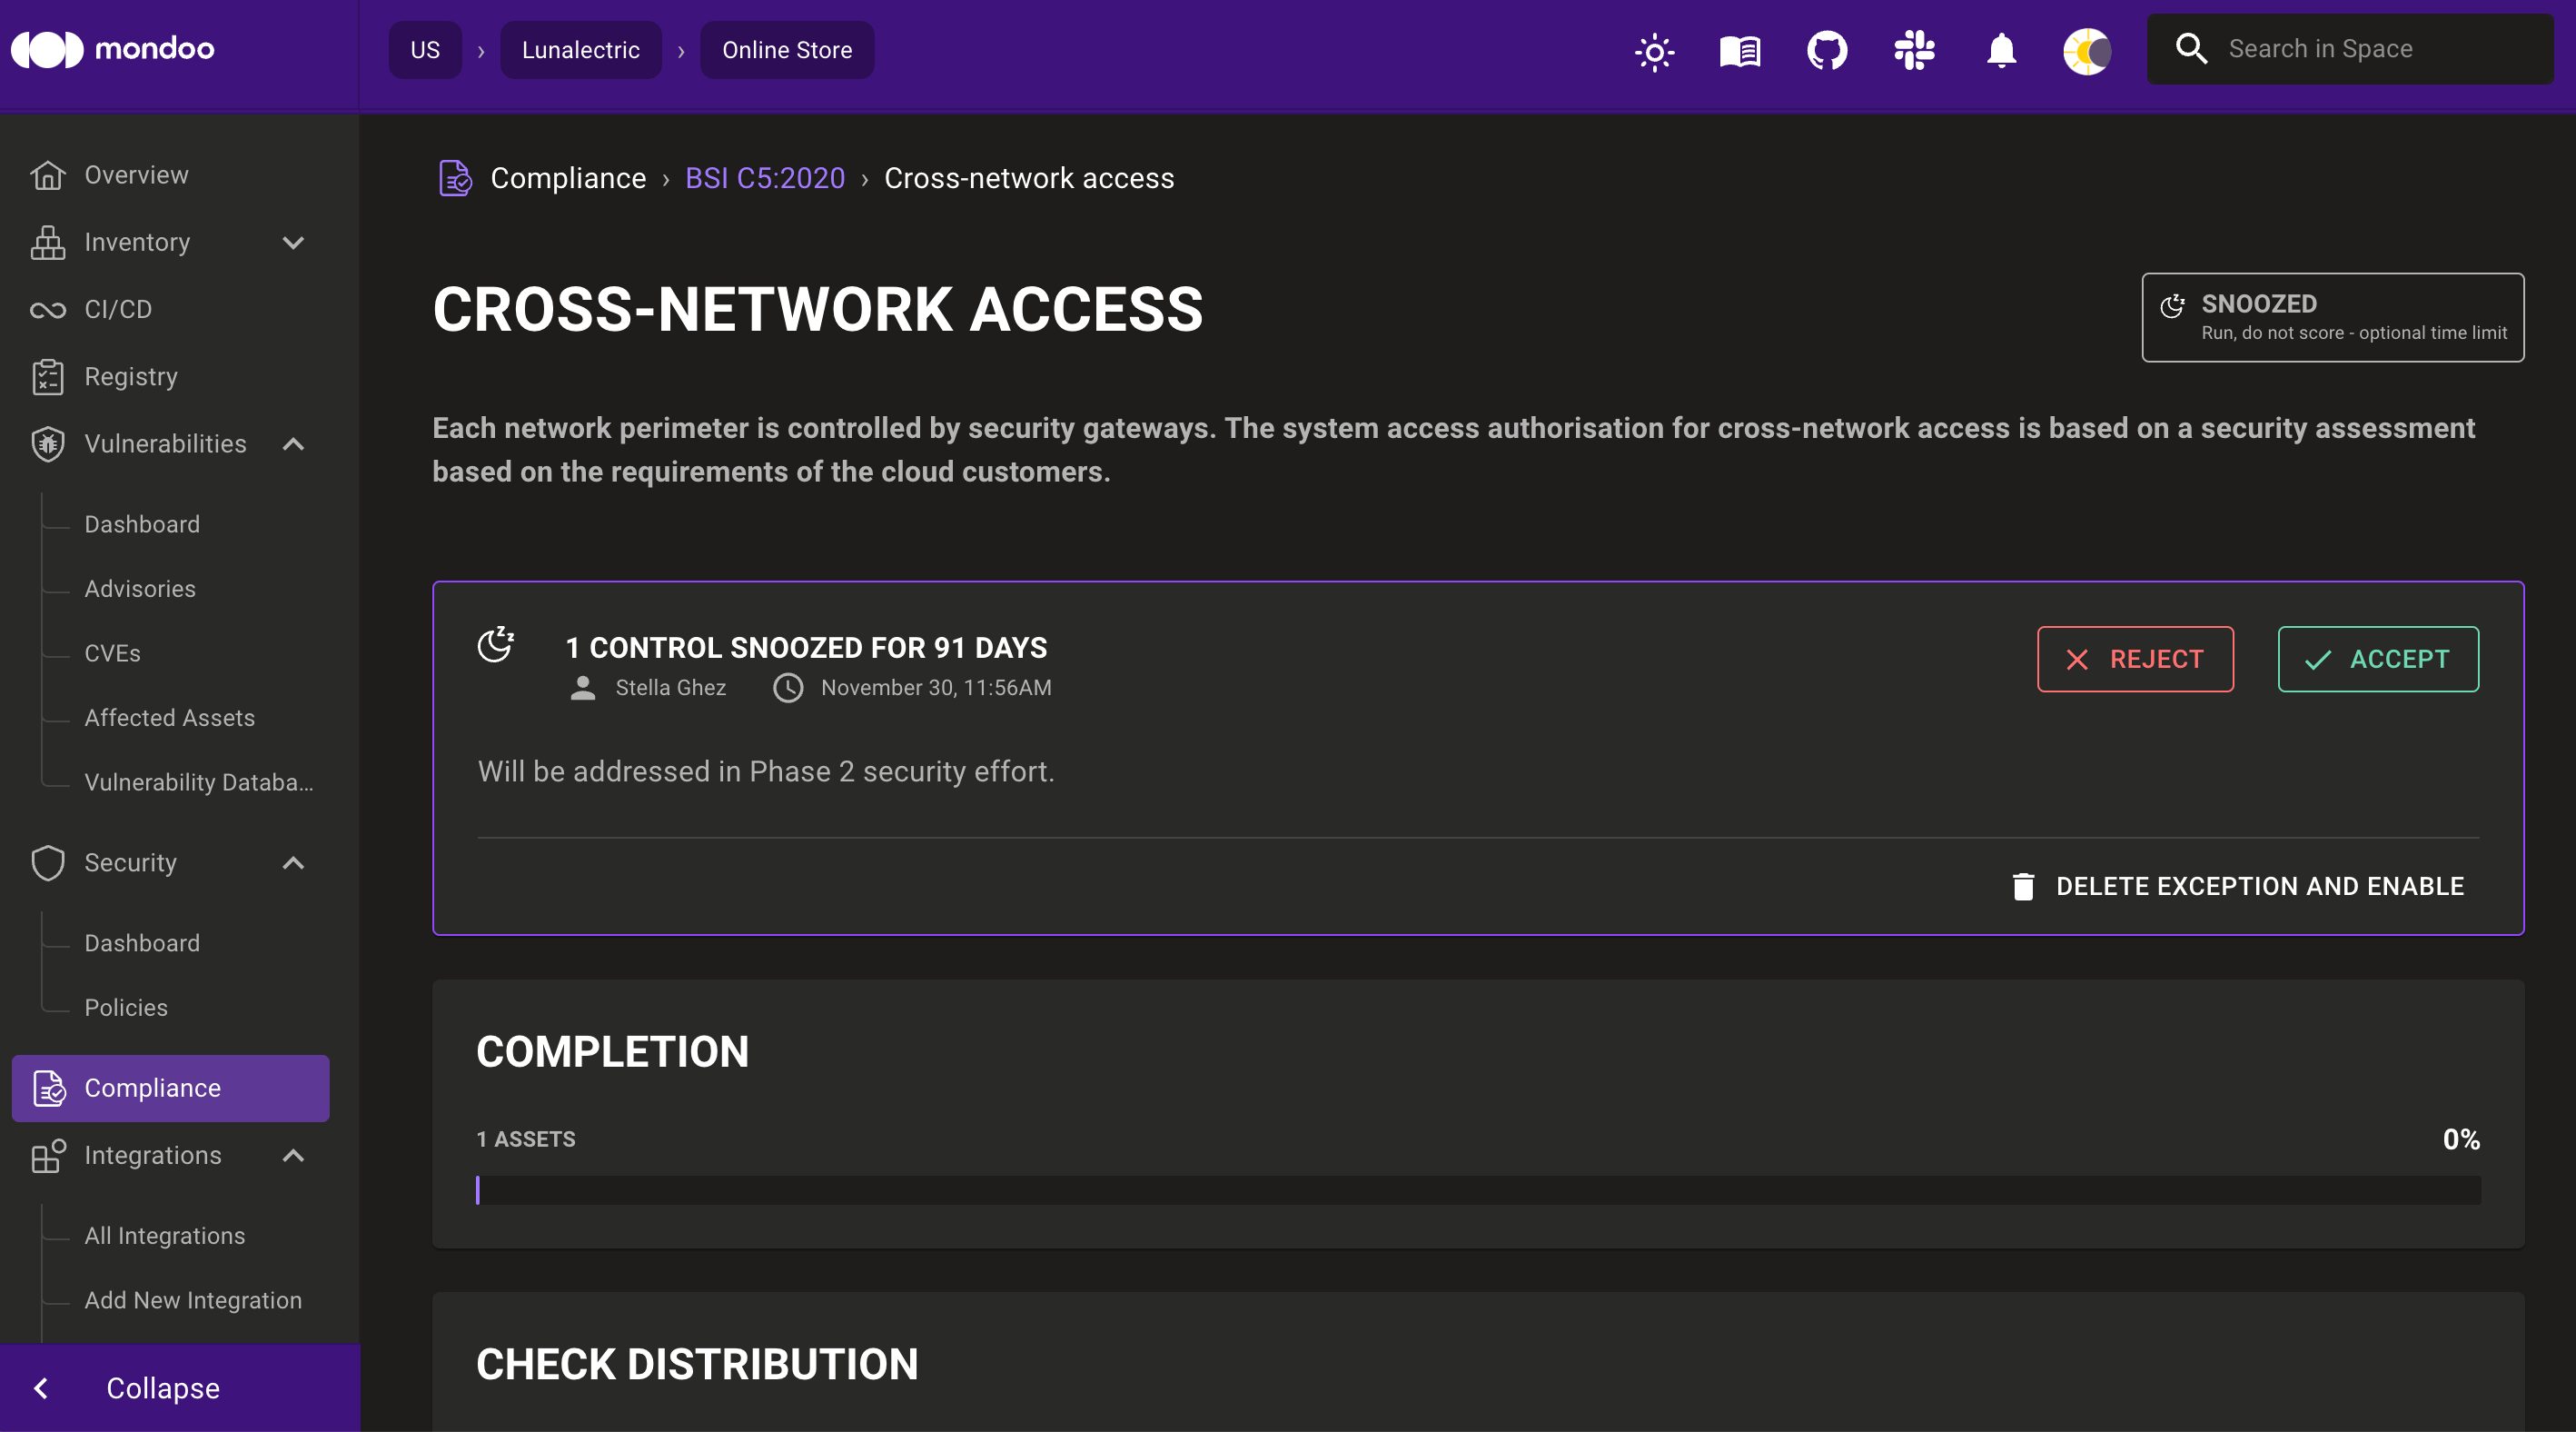 mondoo
US › Lunalectric › Online Store
Search in Space
Overview
Inventory
CI/CD
Registry
Vulnerabilities
Dashboard
Advisories
CVEs
Affected Assets
Vulnerability Databa...
Security
Dashboard
Policies
Compliance
Integrations
All Integrations
Add New Integration
Collapse
Compliance › BSI C5:2020 › Cross-network access
CROSS-NETWORK ACCESS
SNOOZED
Run, do not score - optional time limit
Each network perimeter is controlled by security gateways. The system access authorisation for cross-network access is based on a security assessment
based on the requirements of the cloud customers.
1 CONTROL SNOOZED FOR 91 DAYS
Stella Ghez November 30, 11:56AM
REJECT
ACCEPT
Will be addressed in Phase 2 security effort.
DELETE EXCEPTION AND ENABLE
COMPLETION
1 ASSETS 0%
CHECK DISTRIBUTION